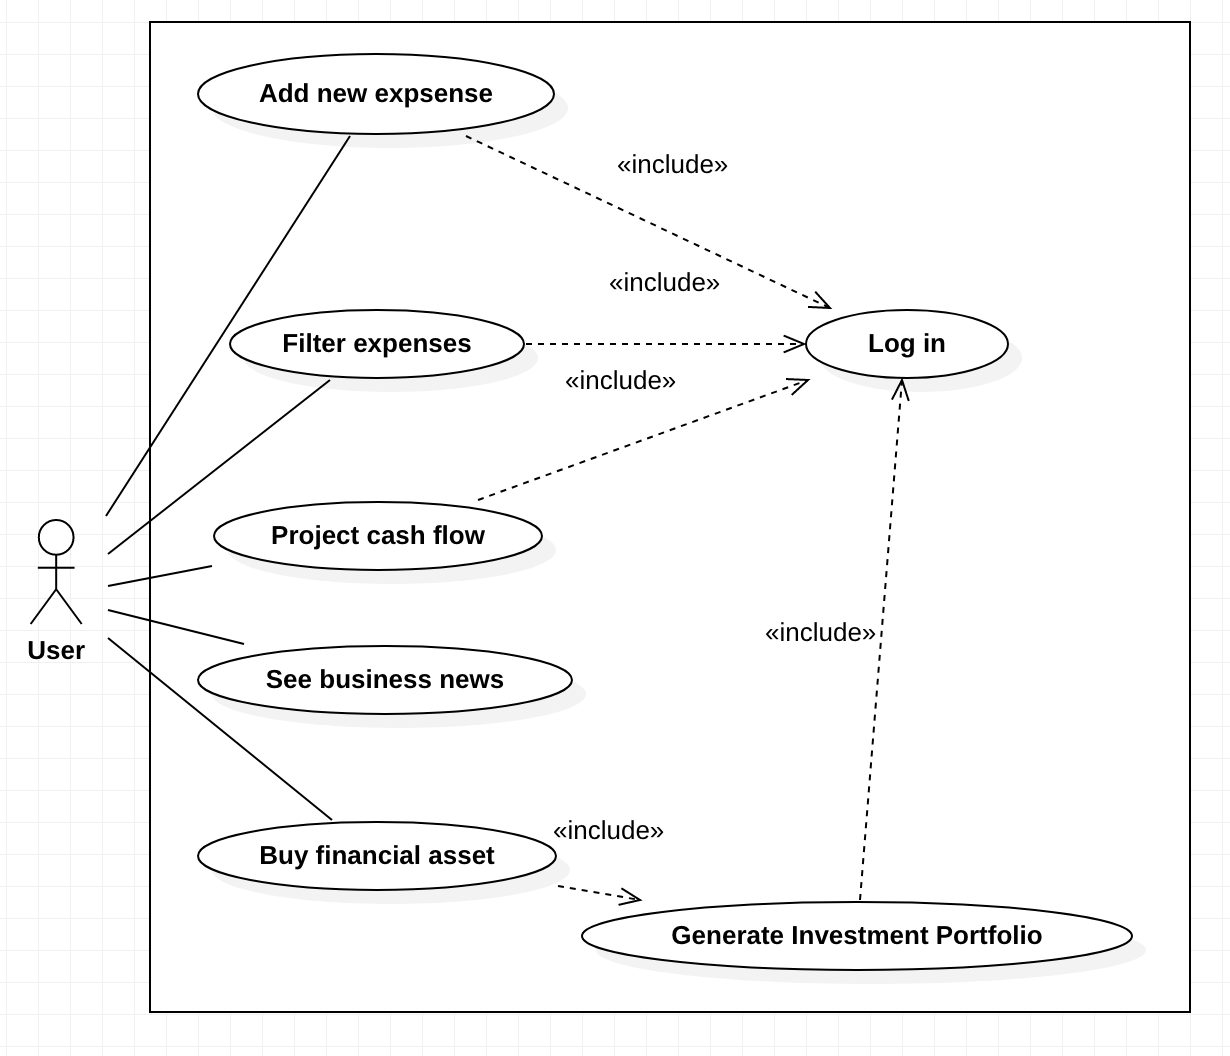 Add new expsense
«include»
«include»
Filter expenses
Log in
«include»
Project cash flow
«include»
User
See business news
«include»
Buy financial asset
Generate Investment Portfolio